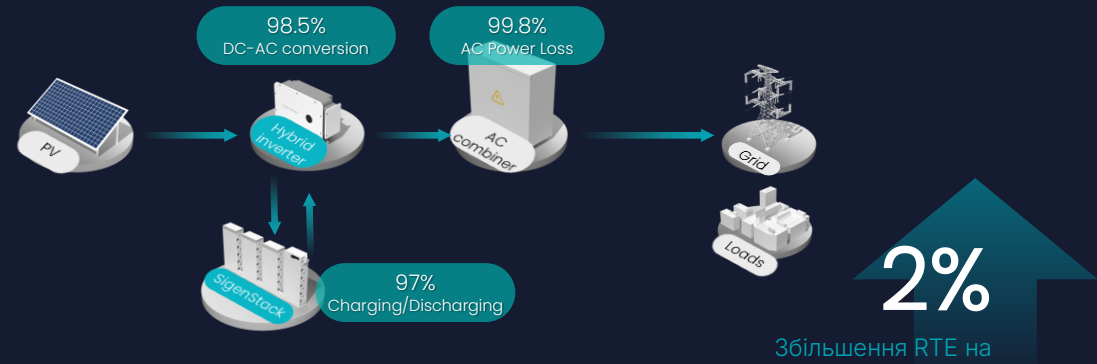 98.5%
DC-AC conversion
99.8%
AC Power Loss
PV
Hybrid
inverter
AC
combiner
Grid
Loads
SigenStack
97%
Charging/Discharging
2%
Збільшення RTE на